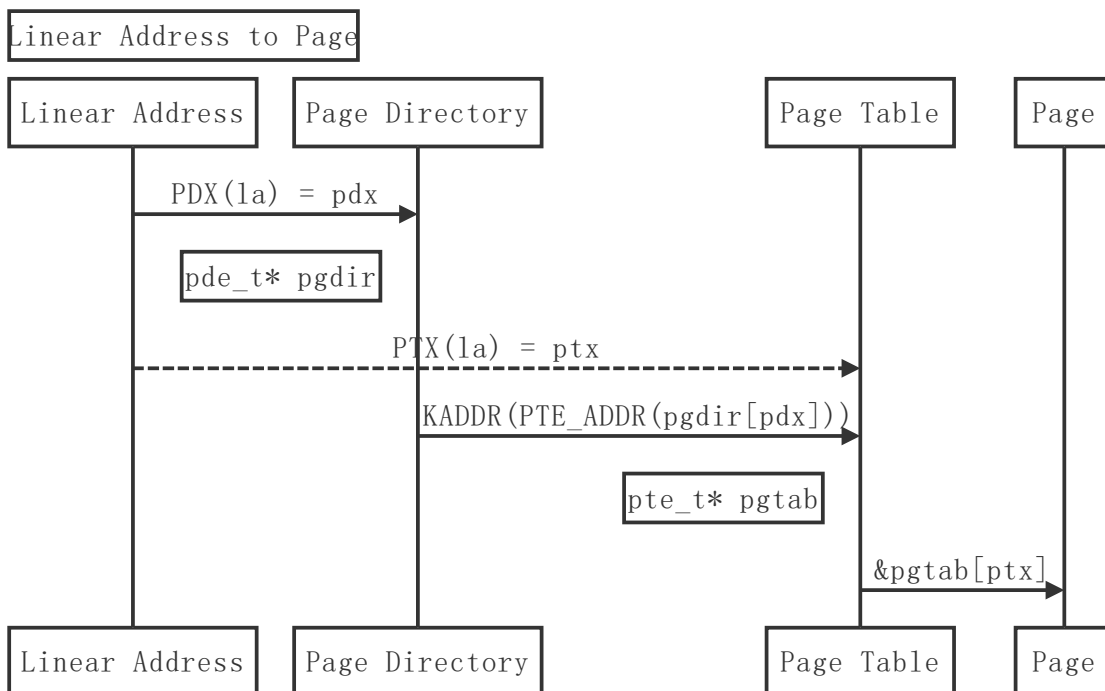 Linear Address to Page
Linear Address Page Directory Page Table Page
PDX(la) = pdx
pde_t* pgdir
PTX(la) = ptx
KADDR(PTE_ADDR(pgdir[pdx]))
pte_t* pgtab
&pgtab[ptx]
Linear Address Page Directory Page Table Page